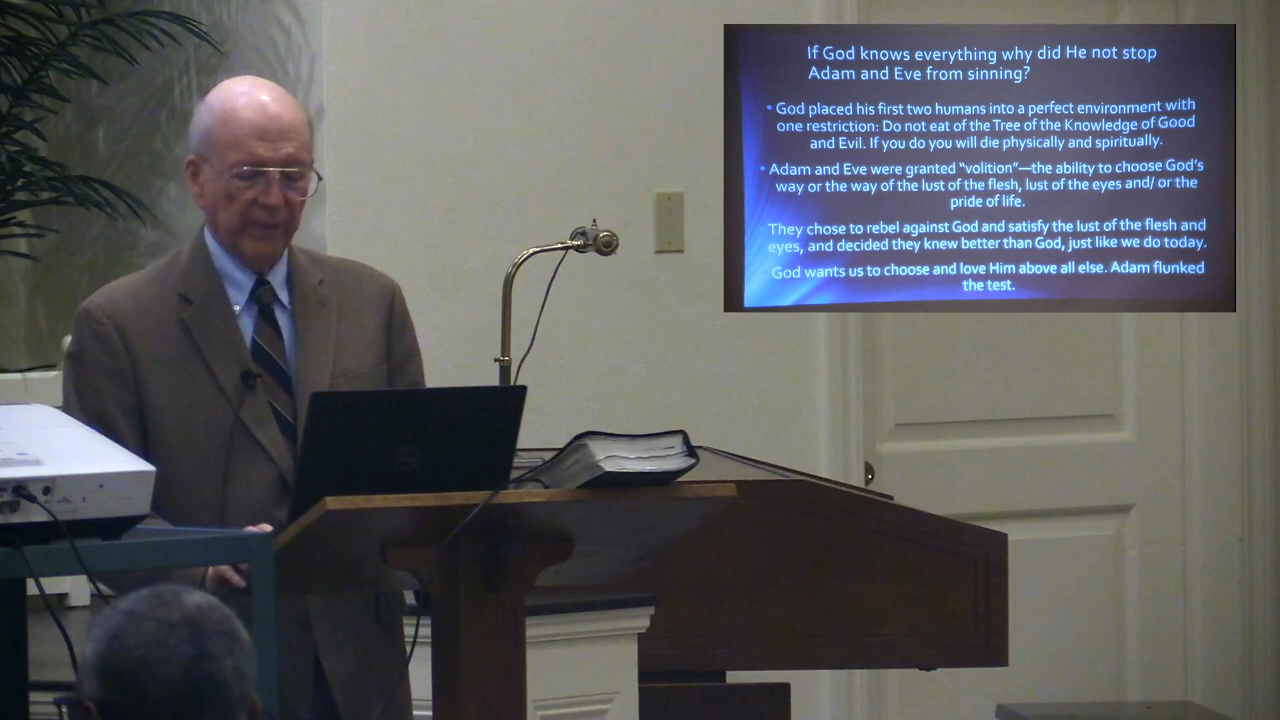 If God knows everything why did He not stop
Adam and Eve from sinning?
• God placed his first two humans into a perfect environment with
one restriction: Do not eat of the Tree of the Knowledge of Good
and Evil. If you do you will die physically and spiritually.
• Adam and Eve were granted “volition”—the ability to choose God's
way or the way of the lust of the flesh, lust of the eyes and/ or the
pride of life.
They chose to rebel against God and satisfy the lust of the flesh and
eyes, and decided they knew better than God, just like we do today.
God wants us to choose and love Him above all else. Adam flunked
the test.